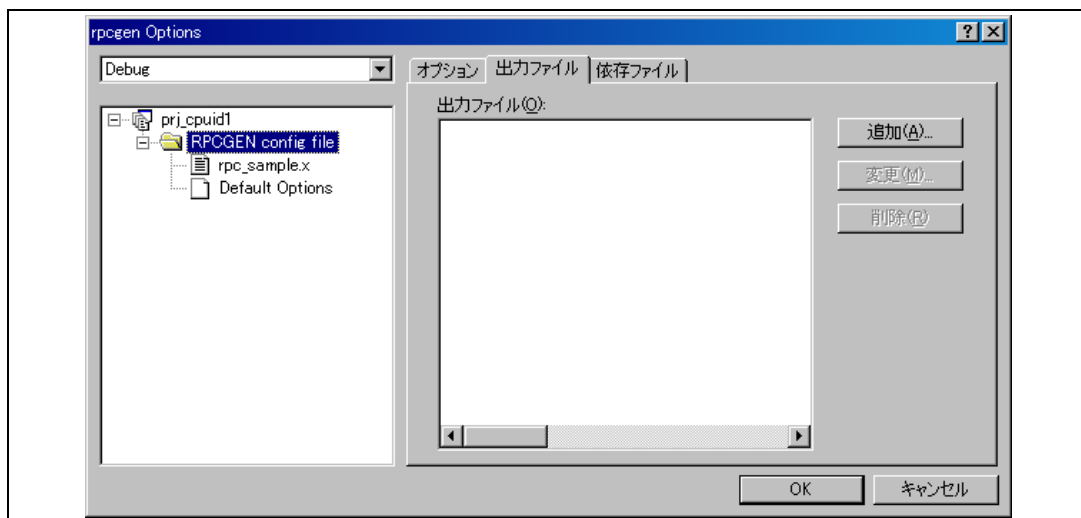 rpcgen Options
Debug
オプション 出力ファイル 依存ファイル
prj_cpuid1
RPCGEN config file
rpc_sample.x
Default Options
出力ファイル(O):
追加(A)...
変更(M)...
削除(R)
OK キャンセル